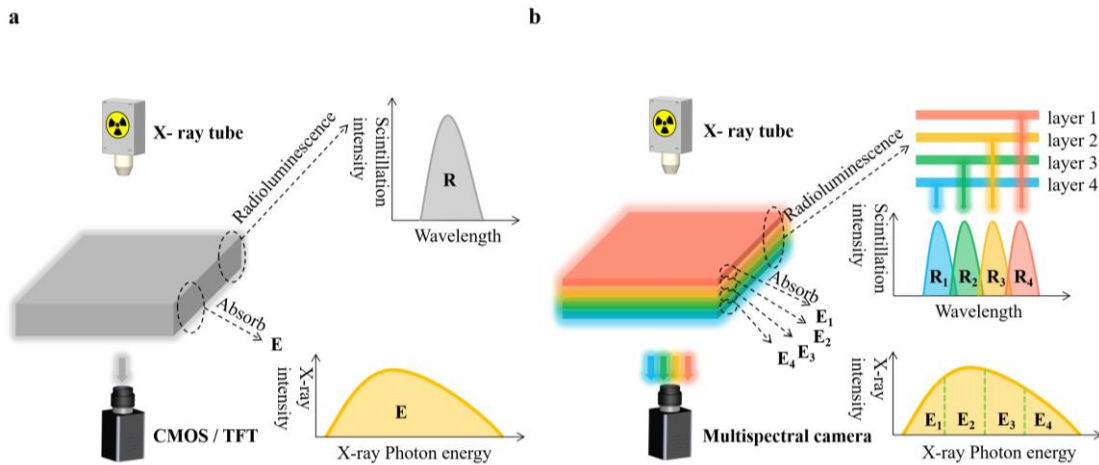 a
X- ray tube
Radioluminescence
Scintillation
intensity
R
Wavelength
Absorb
E
X-ray
intensity
E
X-ray Photon energy
CMOS / TFT
b
X- ray tube
Radioluminescence
layer 1
layer 2
layer 3
layer 4
Scintillation
intensity
R1 R2 R3 R4
Wavelength
Absorb
E1
E2
E3
E4
X-ray
intensity
E1 E2 E3 E4
X-ray Photon energy
Multispectral camera